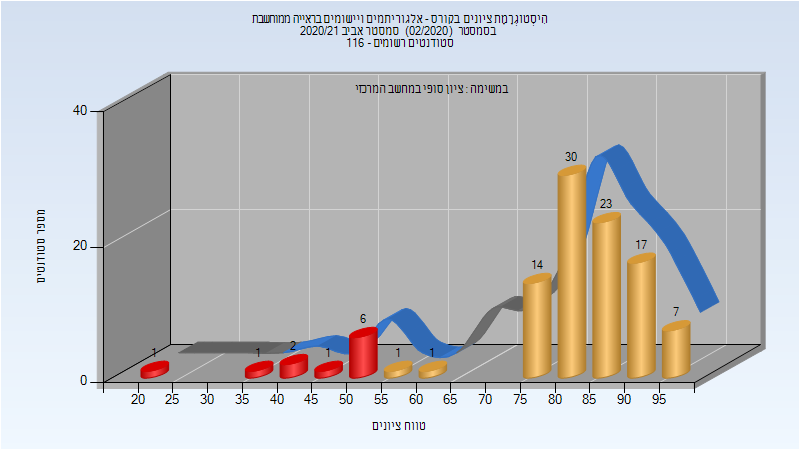 היסטוגרמת ציונים בקורס - אלגוריתמים ויישומים בראייה ממוחשבת
בסמסטר (02/2020) סמסטר אביב 2020/21
סטודנטים רשומים - 116
במשימה : ציון סופי במחשב המרכזי
מספר סטודנטים
40
20
0
1
1
2
1
6
1
1
14
30
23
17
7
20 25 30 35 40 45 50 55 60 65 70 75 80 85 90 95
טווח ציונים